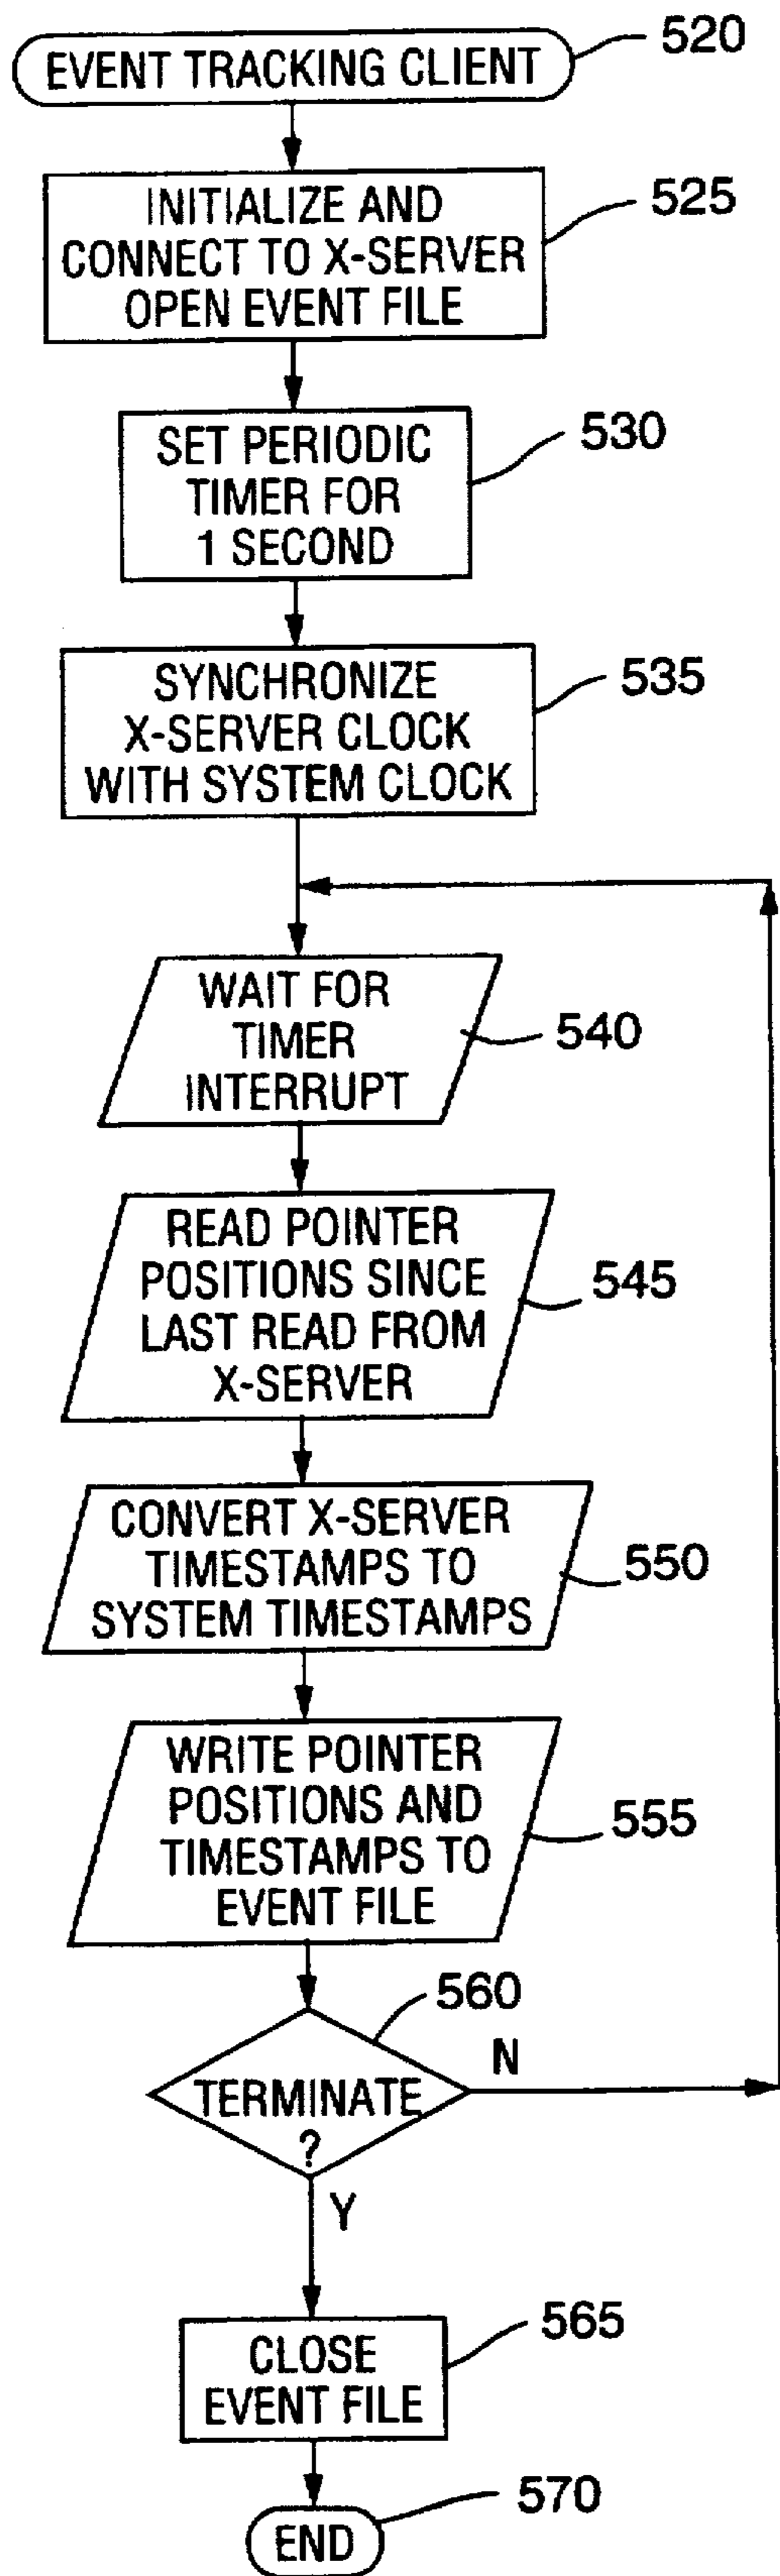 EVENT TRACKING CLIENT
520
INITIALIZE AND
CONNECT TO X-SERVER
OPEN EVENT FILE
525
SET PERIODIC
TIMER FOR
1 SECOND
530
SYNCHRONIZE
X-SERVER CLOCK
WITH SYSTEM CLOCK
535
WAIT FOR
TIMER
INTERRUPT
540
READ POINTER
POSITIONS SINCE
LAST READ FROM
X-SERVER
545
CONVERT X-SERVER
TIMESTAMPS TO
SYSTEM TIMESTAMPS
550
WRITE POINTER
POSITIONS AND
TIMESTAMPS TO
EVENT FILE
555
560
TERMINATE
?
N
Y
CLOSE
EVENT FILE
565
END
570